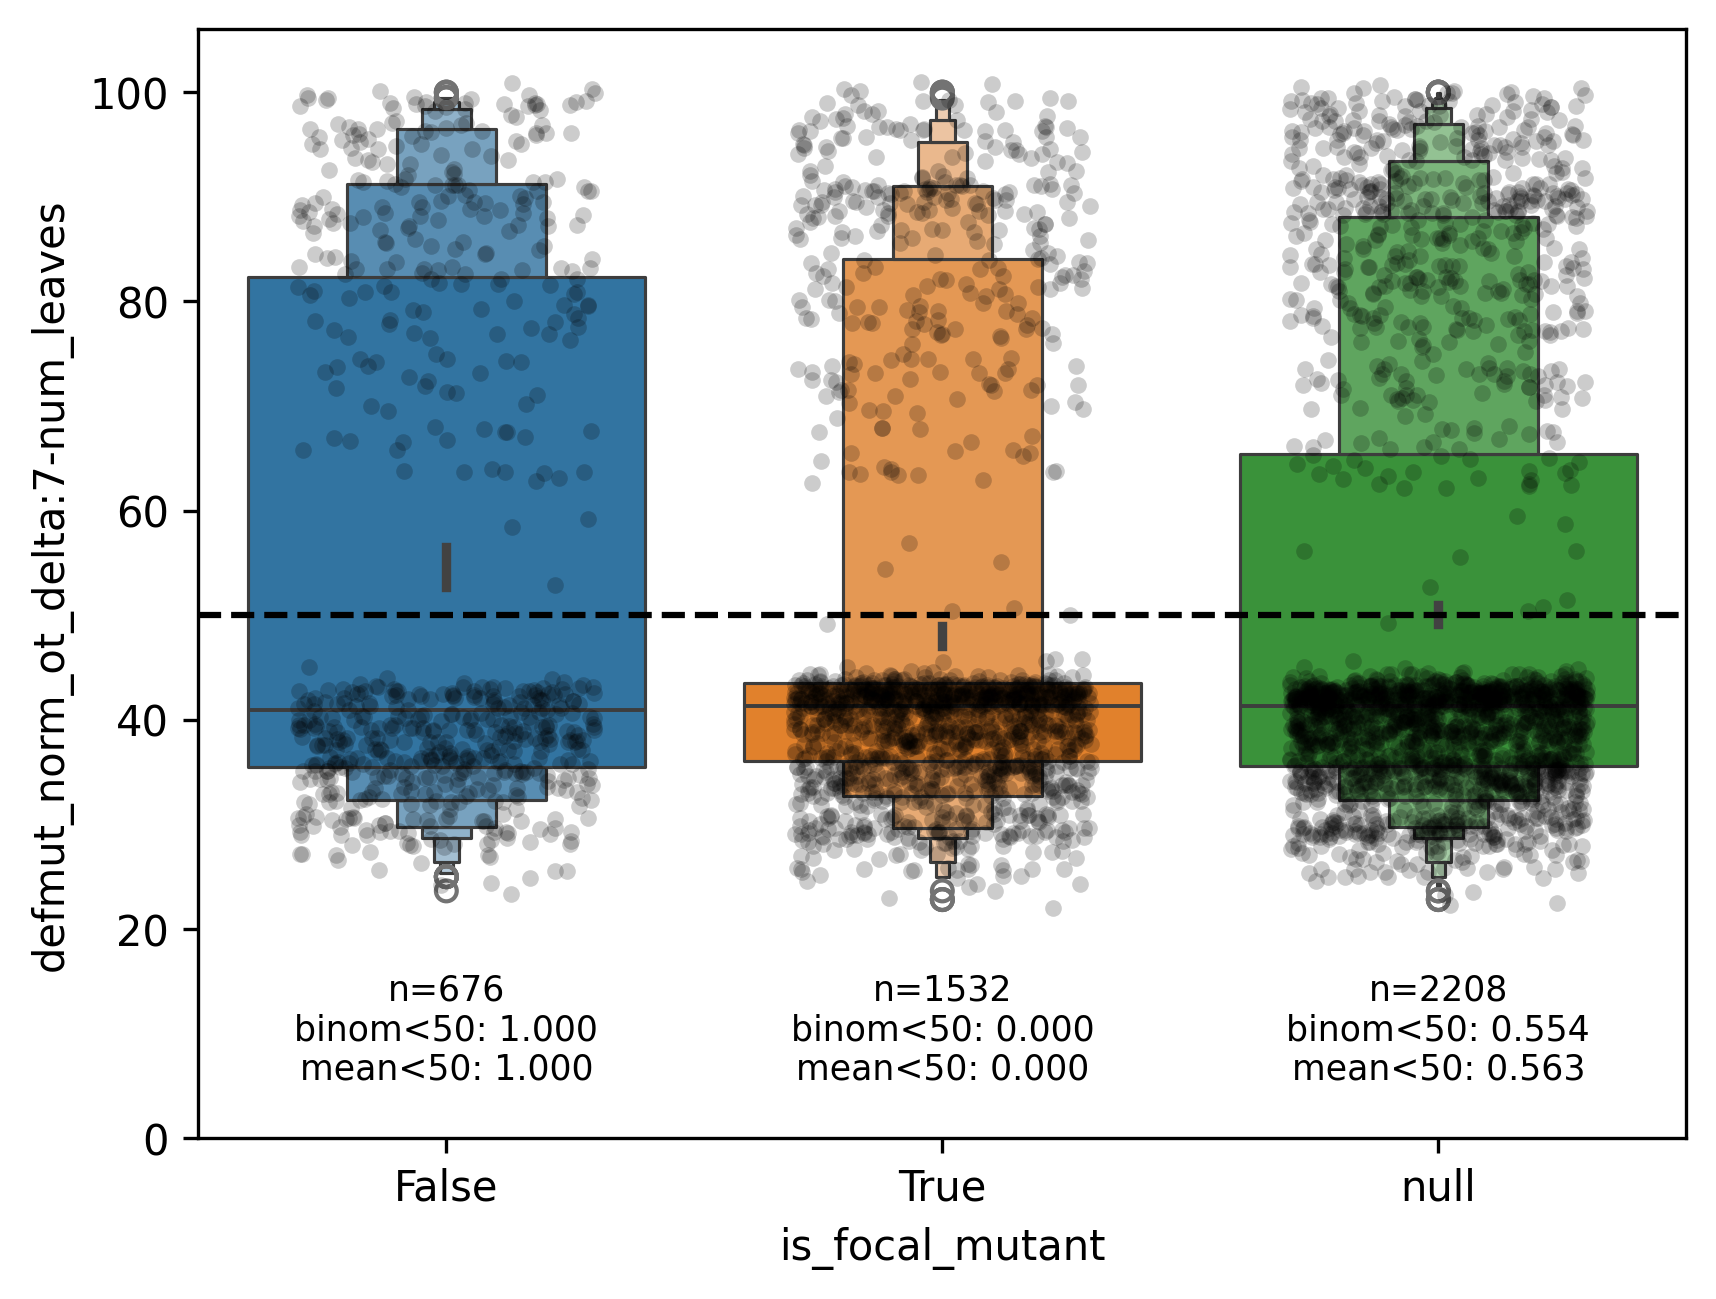 defmut_norm_ot_delta:7-num_leaves
100
80
60
40
20
0
n=676
binom<50: 1.000
mean<50: 1.000
n=1532
binom<50: 0.000
mean<50: 0.000
n=2208
binom<50: 0.554
mean<50: 0.563
False
True
null
is_focal_mutant